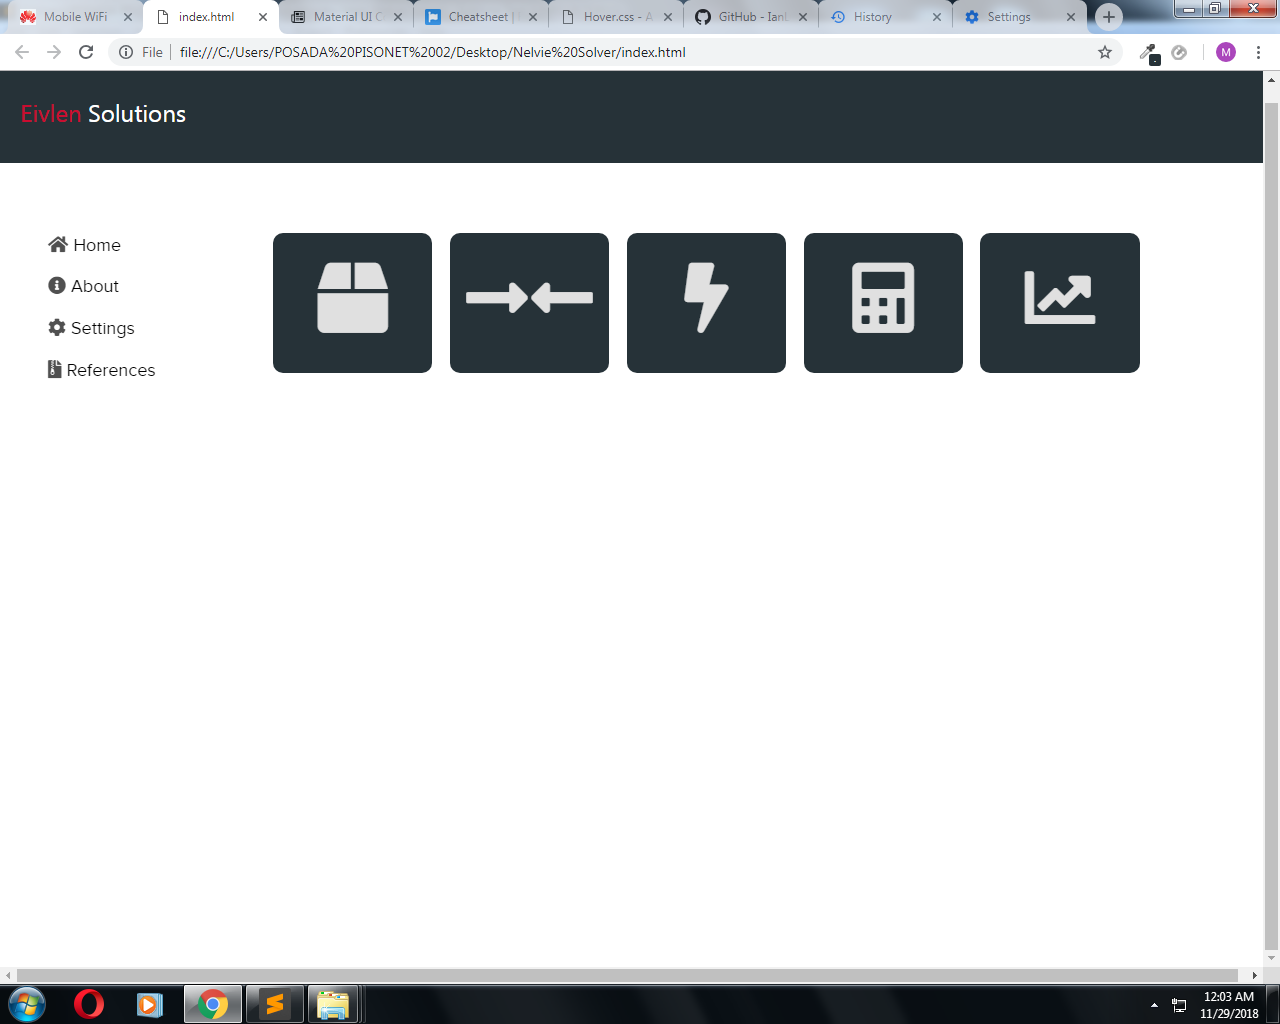 Mobile WiFi
index.html
Material UI C
Cheatsheet |
Hover.css - A
GitHub - IanL
History
Settings
File
file:///C:/Users/POSADA%20PISONET%2002/Desktop/Nelvie%20Solver/index.html
M
Eivlen Solutions
Home
About
Settings
References
12:03 AM
11/29/2018